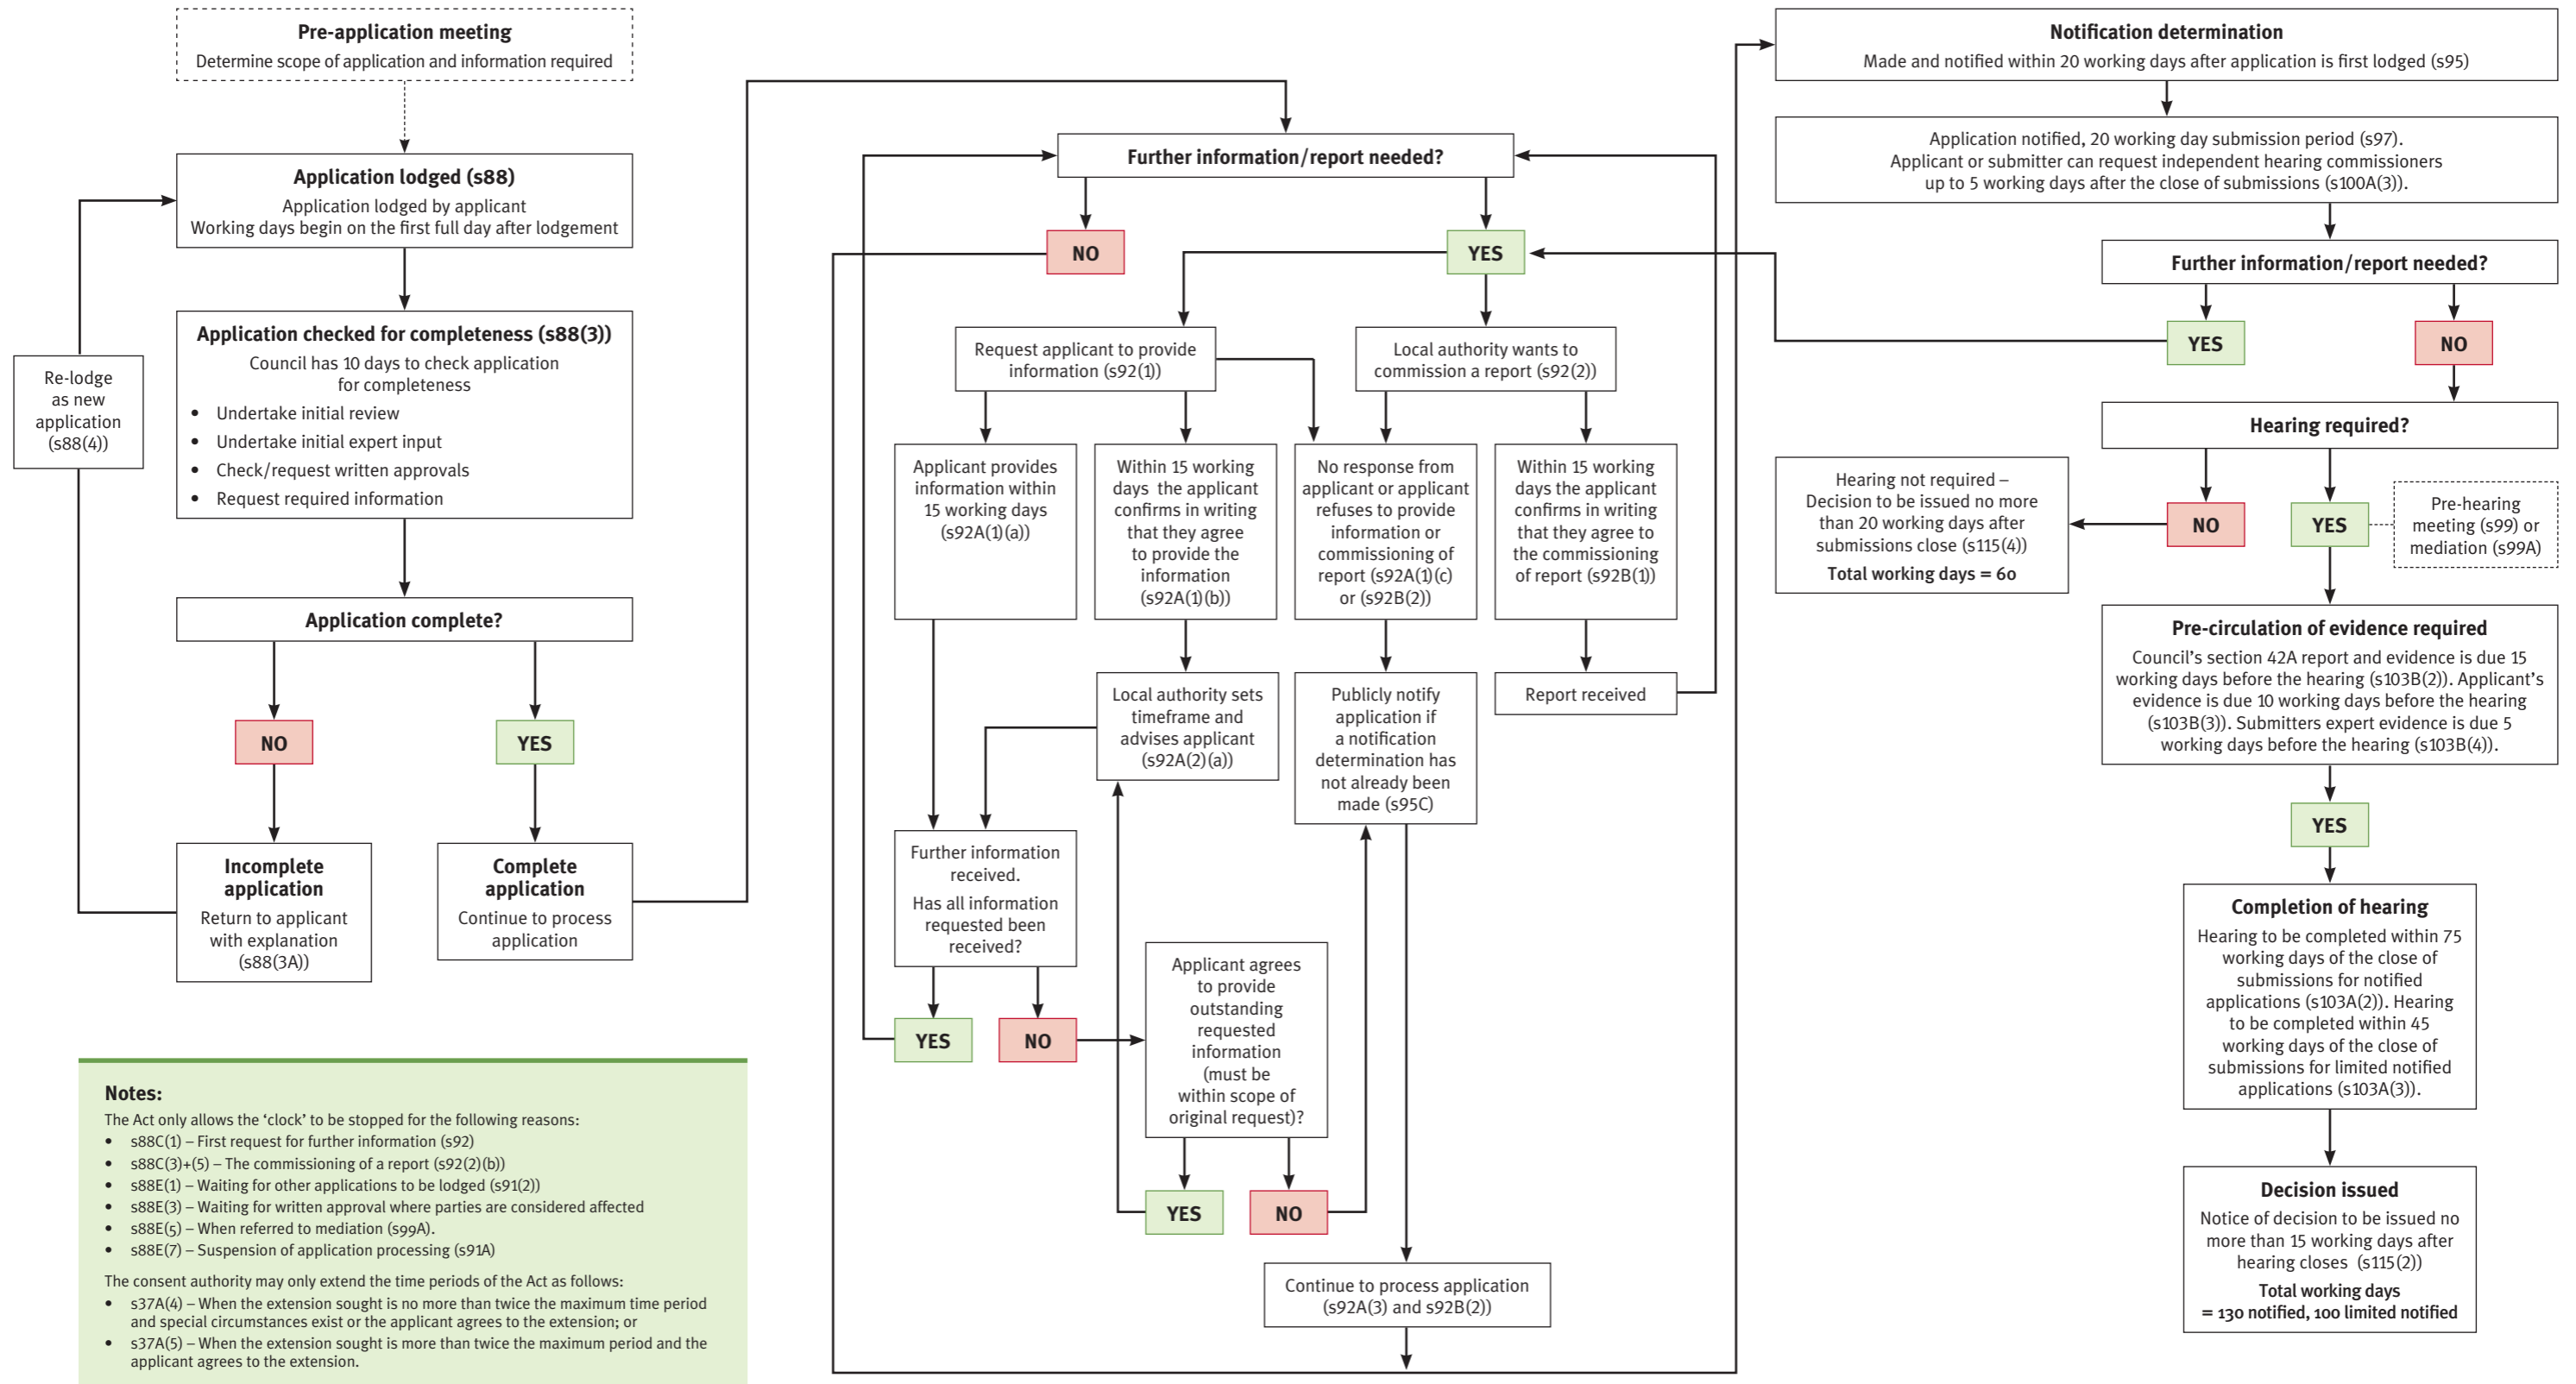 Pre-application meeting
Determine scope of application and information required
Application lodged (s88)
Application lodged by applicant
Working days begin on the first full day after lodgement
Re-lodge
as new
application
(s88(4))
Application checked for completeness (s88(3))
Council has 10 days to check application
for completeness
• Undertake initial review
• Undertake initial expert input
• Check/request written approvals
• Request required information
Application complete?
NO
YES
Incomplete
application
Return to applicant
with explanation
(s88(3A))
Complete
application
Continue to process
application
Notes:
The Act only allows the ‘clock’ to be stopped for the following reasons:
• s88C(1) – First request for further information (s92)
• s88C(3)+(5) – The commissioning of a report (s92(2)(b))
• s88E(1) – Waiting for other applications to be lodged (s91(2))
• s88E(3) – Waiting for written approval where parties are considered affected
• s88E(5) – When referred to mediation (s99A).
• s88E(7) – Suspension of application processing (s91A)
The consent authority may only extend the time periods of the Act as follows:
• s37A(4) – When the extension sought is no more than twice the maximum time period
and special circumstances exist or the applicant agrees to the extension; or
• s37A(5) – When the extension sought is more than twice the maximum period and the
applicant agrees to the extension.
Further information/report needed?
NO
YES
Request applicant to provide
information (s92(1))
Local authority wants to
commission a report (s92(2))
Applicant provides
information within
15 working days
(s92A(1)(a))
Within 15 working
days the applicant
confirms in writing
that they agree
to provide the
information
(s92A(1)(b))
No response from
applicant or applicant
refuses to provide
information or
commissioning of
report (s92A(1)(c)
or (s92B(2))
Within 15 working
days the applicant
confirms in writing
that they agree to
the commissioning
of report (s92B(1))
Local authority sets
timeframe and
advises applicant
(s92A(2)(a))
Publicly notify
application if
a notification
determination has
not already been
made (s95C)
Report received
Further information
received.
Has all information
requested been
received?
YES
NO
Applicant agrees
to provide
outstanding
requested
information
(must be
within scope of
original request)?
YES
NO
Continue to process application
(s92A(3) and s92B(2))
Notification determination
Made and notified within 20 working days after application is first lodged (s95)
Application notified, 20 working day submission period (s97).
Applicant or submitter can request independent hearing commissioners
up to 5 working days after the close of submissions (s100A(3)).
Further information/report needed?
YES
NO
Hearing required?
Hearing not required –
Decision to be issued no more
than 20 working days after
submissions close (s115(4))
Total working days = 60
NO
YES
Pre-hearing
meeting (s99) or
mediation (s99A)
Pre-circulation of evidence required
Council’s section 42A report and evidence is due 15
working days before the hearing (s103B(2)). Applicant’s
evidence is due 10 working days before the hearing
(s103B(3)). Submitters expert evidence is due 5
working days before the hearing (s103B(4)).
YES
Completion of hearing
Hearing to be completed within 75
working days of the close of
submissions for notified
applications (s103A(2)). Hearing
to be completed within 45
working days of the close of
submissions for limited notified
applications (s103A(3)).
Decision issued
Notice of decision to be issued no
more than 15 working days after
hearing closes (s115(2))
Total working days
= 130 notified, 100 limited notified